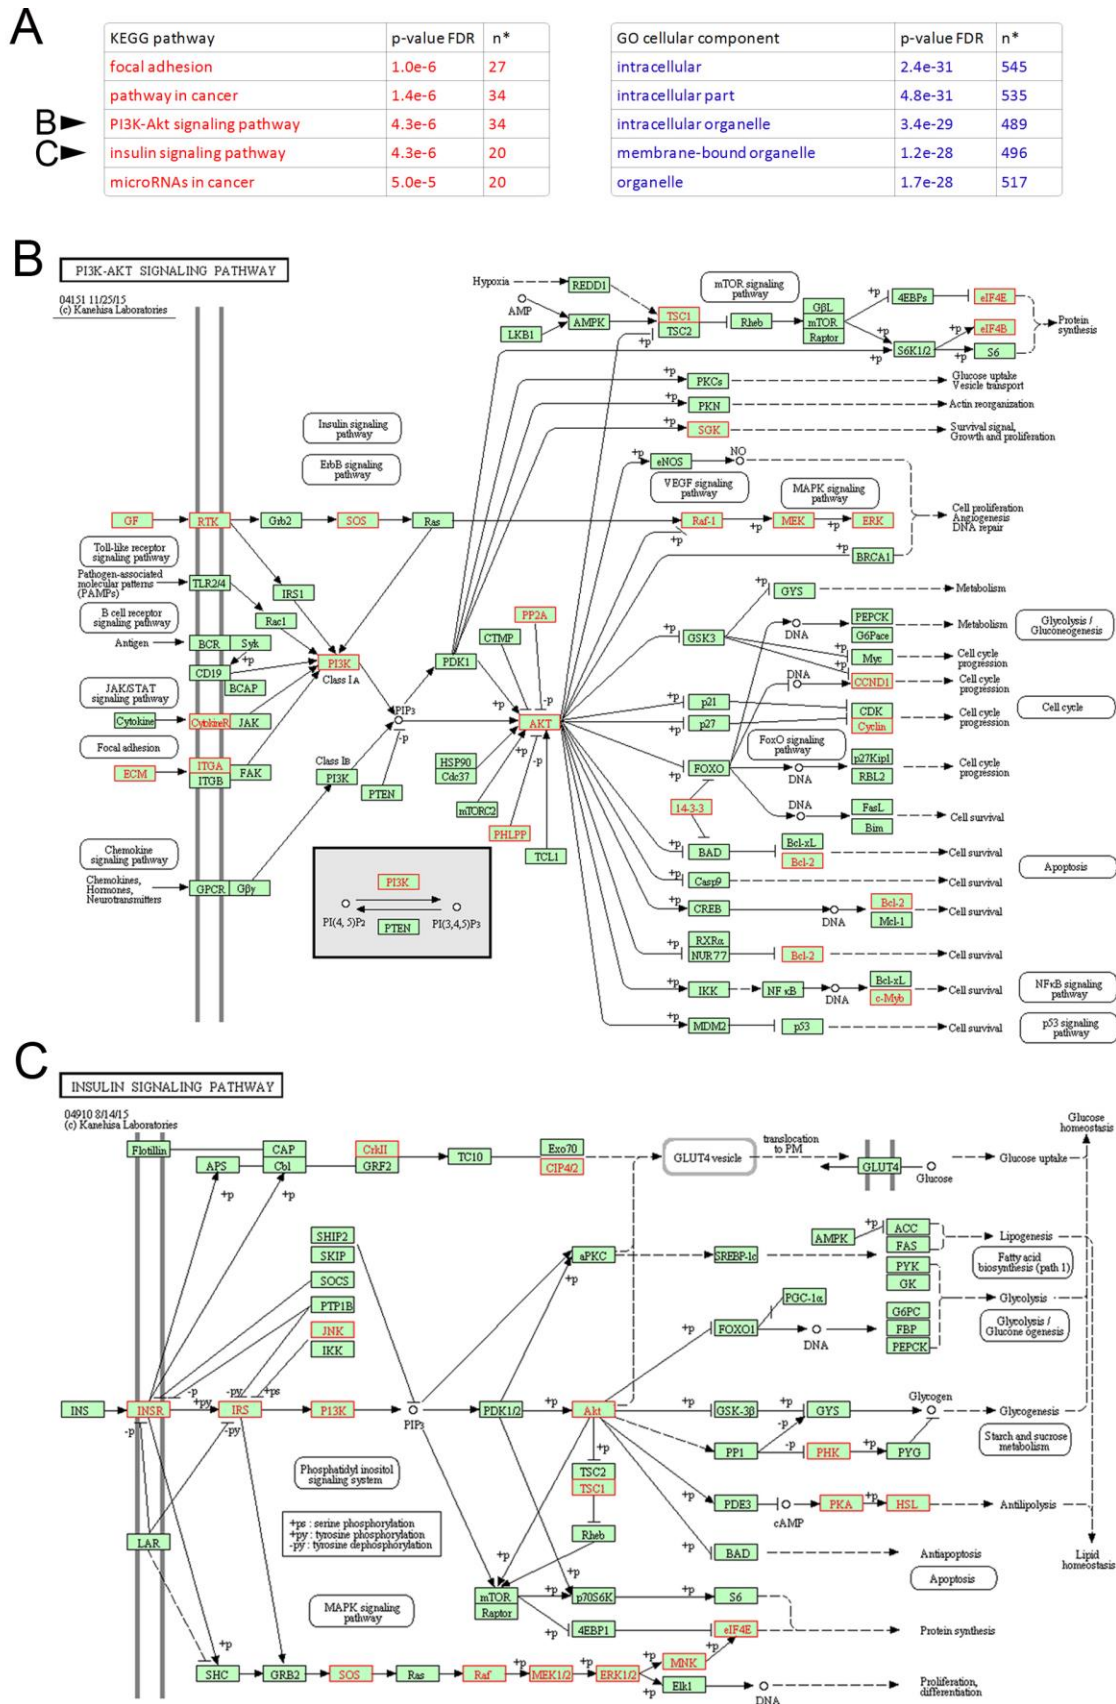 A
KEGG pathway p-value FDR n*
focal adhesion 1.0e-6 27
pathway in cancer 1.4e-6 34
B PI3K-Akt signaling pathway 4.3e-6 34
C insulin signaling pathway 4.3e-6 20
microRNAs in cancer 5.0e-5 20
GO cellular component p-value FDR n*
intracellular 2.4e-31 545
intracellular part 4.8e-31 535
intracellular organelle 3.4e-29 489
membrane-bound organelle 1.2e-28 496
organelle 1.7e-28 517
B
PI3K-AKT SIGNALING PATHWAY
04151 11/25/15
(c) Kanehisa Laboratories
Hypoxia REDD1
mTOR signaling
pathway
AMP
LKB1 AMPK +p
TSC1
TSC2
+p
Rheb
GβL
mTOR
Raptor
+p 4EBPs eIF4E
+p S6K1/2 +p eIF4B
+p S6
+p
Protein
synthesis
+p PKCs
Glucose uptake
Vesicle transport
+p PKN Actin reorganization
+p SGK
Survival signal,
Growth and proliferation
Insulin signaling
pathway
ErbB signaling
pathway
+p eNOS NO
VEGF signaling
pathway
MAPK signaling
pathway
GF RTK Grb2 SOS Ras Raf-1 +p MEK +p ERK
+p
Cell proliferation
Angiogenesis
DNA repair
+p BRCA1
Toll-like receptor
signaling pathway
Pathogen-associated
molecular patterns
(PAMPs)
TLR2/4
IRS1
Rac1
B cell receptor
signaling pathway
Antigen BCR Syk
+p
CD19
BCAP
PI3K
Class IA
JAK/STAT
signaling pathway
Cytokine CytokineR JAK
Focal adhesion
ECM ITGA
ITGB
FAK
Class IB
PI3K
PIP3
-p
PTEN
PDK1
CTMP
PP2A
+p
-p
AKT
HSP90
Cdc37
+p
-p
mTORC2
PHLPP
TCL1
Chemokine
signaling pathway
Chemokines,
Hormones,
Neurotransmitters
GPCR Gβγ
PI3K
PI(4,5)P2 PI(3,4,5)P3
PTEN
+p GSK3
+p GYS Metabolism
DNA
PEPCK
G6Pace
Metabolism
Glycolysis /
Gluconeogenesis
+p Myc
Cell cycle
progression
+p
DNA
CCND1
Cell cycle
progression
+p p21
+p p27
CDK
Cyclin
Cell cycle
progression
Cell cycle
FoxO signaling
pathway
+p FOXO
DNA
p27Kip1
RBL2
Cell cycle
progression
14-3-3
DNA
FasL
Bim
Cell survival
+p BAD
Bcl-xL
Bcl-2
Cell survival
Apoptosis
+p Casp9 Cell survival
+p CREB
DNA
Bcl-2
Mcl-1
Cell survival
+p
RXRα
NUR77
Bcl-2 Cell survival
+p IKK NFκB
DNA
Bcl-xL
c-Myb
Cell survival
NFκB signaling
pathway
+p MDM2 p53 Cell survival
p53 signaling
pathway
C
INSULIN SIGNALING PATHWAY
04910 8/14/15
(c) Kanehisa Laboratories
Flotillin
APS
CAP
Cbl
CrkII
GRF2
TC10
Exo70
CIP4/2
GLUT4 vesicle
translocation
to PM
GLUT4
Glucose
Glucose uptake
Glucose
homeostasis
+p +p
SHIP2
SKIP
SOCS
PTP1B
JNK
IKK
aPKC
+p
SREBP-1c
AMPK +p
ACC
FAS
Lipogenesis
Fatty acid
biosynthesis (path 1)
PYK
GK
Glycolysis
PGC-1α
+p FOXO1
DNA
G6PC
FBP
PEPCK
Glycolysis /
Glucone ogenesis
-p -py +ps
INS INSR +py IRS PI3K
PIP3
PDK1/2 +p Akt
-p -py
+p GSK-3β +p GYS
Glycogen
Glycogenesis
-p
PP1 -p PHK +p PYG
Starch and sucrose
metabolism
+p
TSC2
TSC1
Rheb
Phosphatidyl inositol
signaling system
+p PDE3
cAMP
PKA +p HSL
Antilipolysis
+ps : serine phosphorylation
+py : tyrosine phosphorylation
-py : tyrosine dephosphorylation
LAR
+p BAD Antiapoptosis
Apoptosis
Lipid
homeostasis
+p +p
mTOR
Raptor
+p p70S6K +p S6
+p 4EBP1 eIF4E
Protein synthesis
MAPK signaling
pathway
+p
+p
SHC GRB2 SOS Ras Raf +p MEK1/2 +p ERK1/2 +p MNK
+p Elk1
DNA
Proliferation,
differentiation